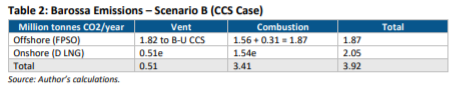 Table 2: Barossa Emissions – Scenario B (CCS Case)
Million tonnes CO2/year Vent Combustion Total
Offshore (FPSO) 1.82 to B-U CCS 1.56 + 0.31 = 1.87 1.87
Onshore (D LNG) 0.51e 1.54e 2.05
Total 0.51 3.41 3.92
Source: Author's calculations.